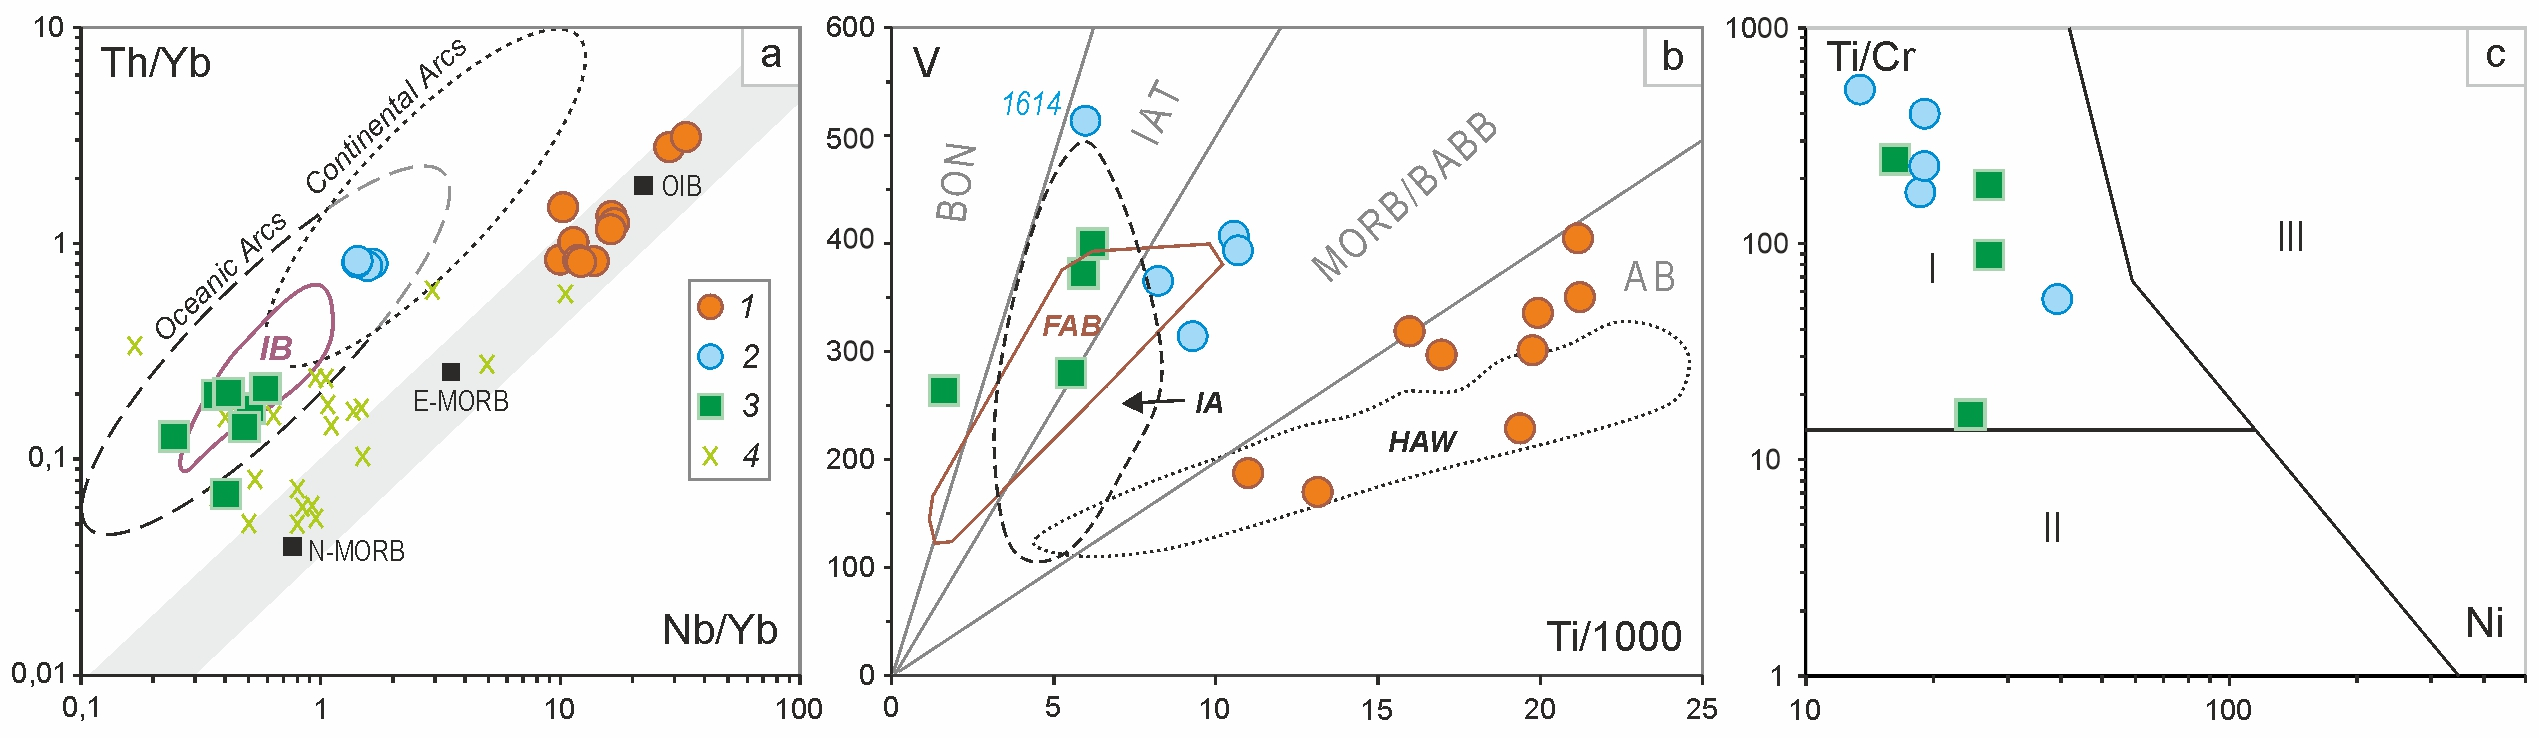 10
Th/Yb
a
Continental Arcs
OIB
1
Oceanic Arcs
IB
E-MORB
1
2
3
4
0,1
N-MORB
Nb/Yb
0,01
0,1
1
10
100
600
V
b
1614
IAT
500
BON
MORB/BABB
400
AB
FAB
300
IA
HAW
200
100
Ti/1000
0
0
5
10
15
20
25
1000
Ti/Cr
c
100
I
III
10
II
Ni
1
10
100